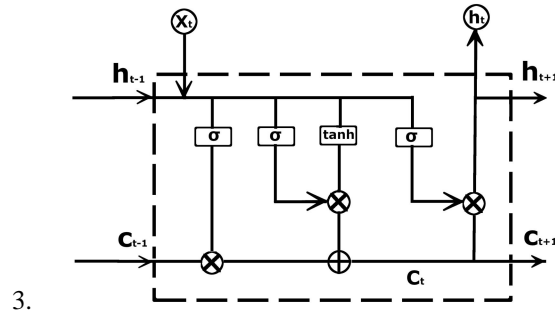 Xt ht
ht-1 ht+1
σ σ tanh σ
Ct-1 Ct+1
Ct
3.